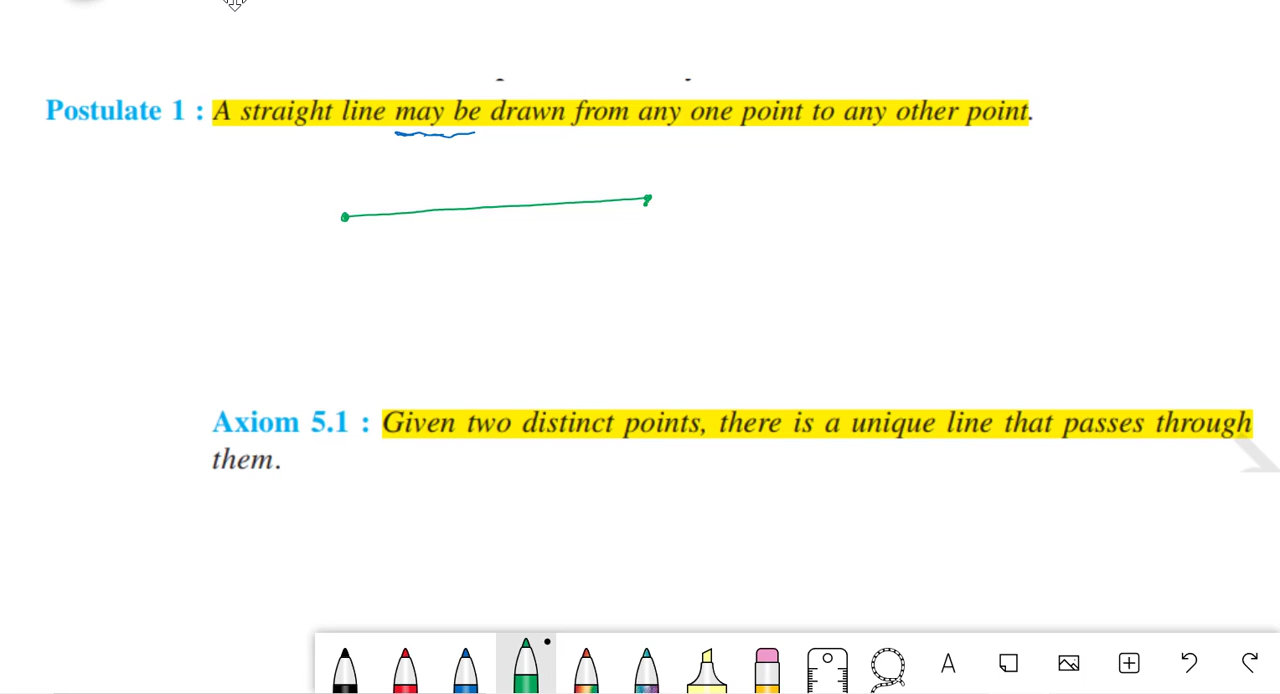 Postulate 1 : A straight line may be drawn from any one point to any other point.
Axiom 5.1 : Given two distinct points, there is a unique line that passes through
them.
A